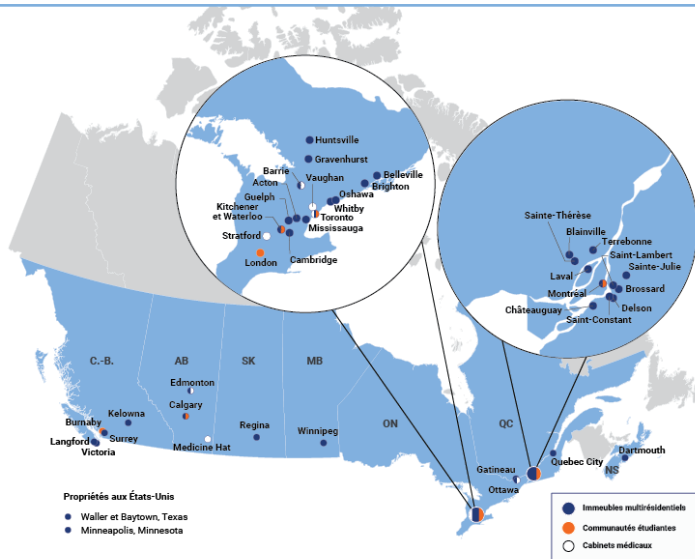 Huntsville
Gravenhurst
Barrie
Vaughan
Belleville
Acton
Brighton
Guelph
Oshawa
Kitchener
et Waterloo
Whitby
Toronto
Mississauga
Stratford
Cambridge
London
Sainte-Thérèse
Blainville
Terrebonne
Saint-Lambert
Sainte-Julie
Laval
Montréal
Brossard
Châteauguay
Delson
Saint-Constant
C.-B.
AB
SK
MB
ON
QC
NS
Edmonton
Calgary
Kelowna
Burnaby
Surrey
Langford
Victoria
Medicine Hat
Regina
Winnipeg
Gatineau
Ottawa
Quebec City
Dartmouth
Propriétés aux États-Unis
Waller et Baytown, Texas
Minneapolis, Minnesota
Immeubles multirésidentiels
Communautés étudiantes
Cabinets médicaux